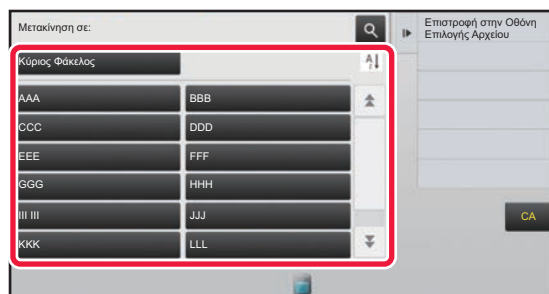 Μετακίνηση σε:
Επιστροφή στην Οθόνη
Επιλογής Αρχείου
Κύριος Φάκελος
AAA
BBB
CCC
DDD
EEE
FFF
GGG
HHH
III III
JJJ
CA
KKK
LLL